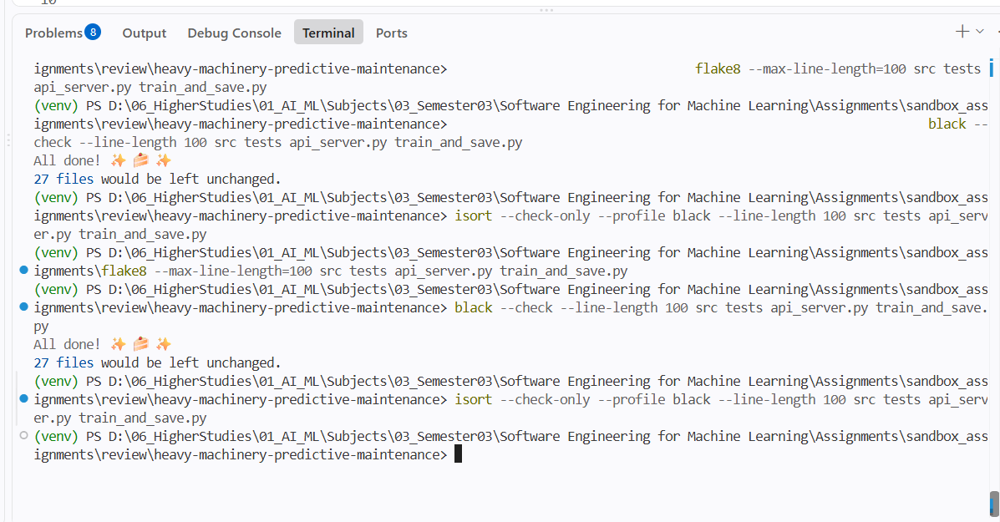 Problems 8 Output Debug Console Terminal Ports
ignments\review\heavy-machinery-predictive-maintenance> flake8 --max-line-length=100 src tests
api_server.py train_and_save.py
(venv) PS D:\06_HigherStudies\01_AI_ML\Subjects\03_Semester03\Software Engineering for Machine Learning\Assignments\sandbox_ass
ignments\review\heavy-machinery-predictive-maintenance> black --
check --line-length 100 src tests api_server.py train_and_save.py
All done! ✨ 🍰 ✨
27 files would be left unchanged.
(venv) PS D:\06_HigherStudies\01_AI_ML\Subjects\03_Semester03\Software Engineering for Machine Learning\Assignments\sandbox_ass
ignments\review\heavy-machinery-predictive-maintenance> isort --check-only --profile black --line-length 100 src tests api_serv
er.py train_and_save.py
(venv) PS D:\06_HigherStudies\01_AI_ML\Subjects\03_Semester03\Software Engineering for Machine Learning\Assignments\sandbox_ass
ignments\flake8 --max-line-length=100 src tests api_server.py train_and_save.py
(venv) PS D:\06_HigherStudies\01_AI_ML\Subjects\03_Semester03\Software Engineering for Machine Learning\Assignments\sandbox_ass
ignments\review\heavy-machinery-predictive-maintenance> black --check --line-length 100 src tests api_server.py train_and_save.
py
All done! ✨ 🍰 ✨
27 files would be left unchanged.
(venv) PS D:\06_HigherStudies\01_AI_ML\Subjects\03_Semester03\Software Engineering for Machine Learning\Assignments\sandbox_ass
ignments\review\heavy-machinery-predictive-maintenance> isort --check-only --profile black --line-length 100 src tests api_serv
er.py train_and_save.py
(venv) PS D:\06_HigherStudies\01_AI_ML\Subjects\03_Semester03\Software Engineering for Machine Learning\Assignments\sandbox_ass
ignments\review\heavy-machinery-predictive-maintenance>